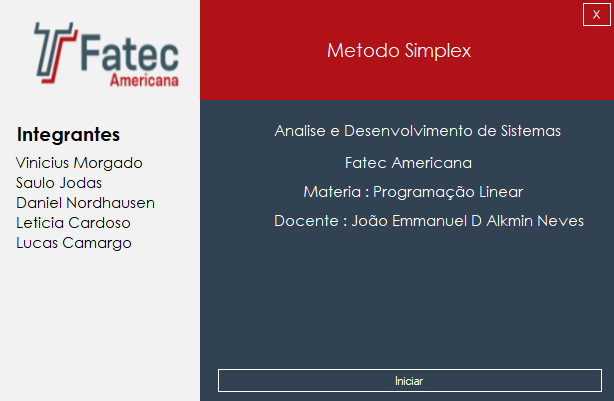 Fatec
Americana
Integrantes
Vinicius Morgado
Saulo Jodas
Daniel Nordhausen
Leticia Cardoso
Lucas Camargo
X
Metodo Simplex
Analise e Desenvolvimento de Sistemas
Fatec Americana
Materia : Programação Linear
Docente : João Emmanuel D Alkmin Neves
Iniciar